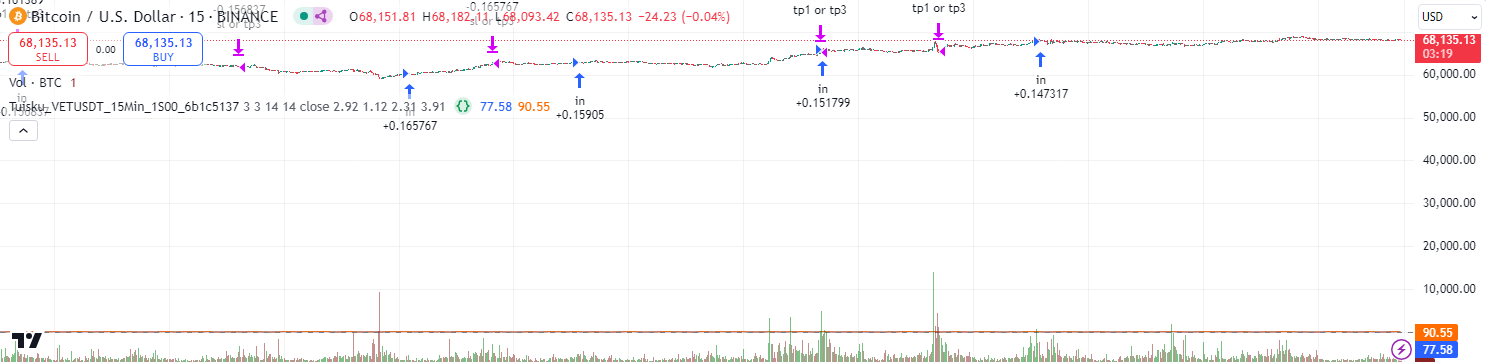 Bitcoin / U.S. Dollar · 15 · BINANCE
O68,151.81 H68,182.11 L68,093.42 C68,135.13 −24.23 (−0.04%)
USD
68,135.13
SELL
0.00
68,135.13
BUY
Vol · BTC 1
Tuisku_VETUSDT_15Min_1S00_6b1c5137 3 3 14 14 close 2.92 1.12 2.31 3.91 {} 77.58 90.55
-0.156837
sl or tp3
-0.165767
sl or tp3
tp1 or tp3
tp1 or tp3
in
in
+0.165767
in
+0.15905
in
+0.151799
in
+0.147317
68,135.13
03:19
60,000.00
50,000.00
40,000.00
30,000.00
20,000.00
10,000.00
90.55
77.58